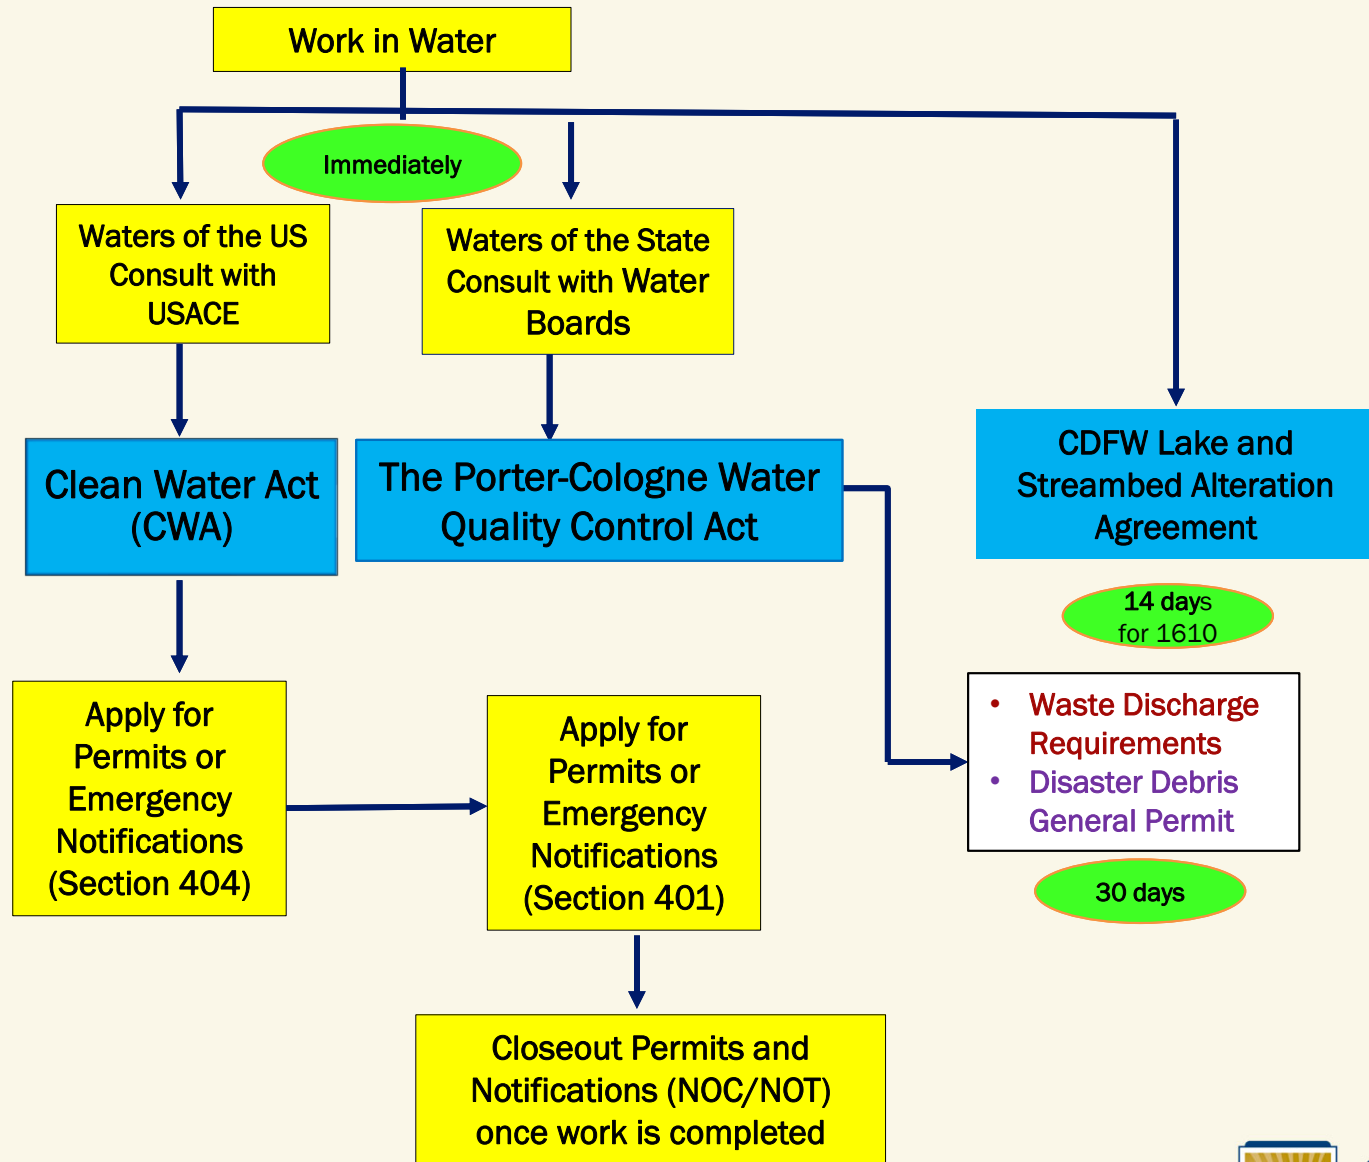 Work in Water
Immediately
Waters of the US
Consult with
USACE
Waters of the State
Consult with Water
Boards
Clean Water Act
(CWA)
The Porter-Cologne Water
Quality Control Act
CDFW Lake and
Streambed Alteration
Agreement
14 days
for 1610
Apply for
Permits or
Emergency
Notifications
(Section 404)
Apply for
Permits or
Emergency
Notifications
(Section 401)
• Waste Discharge
Requirements
• Disaster Debris
General Permit
30 days
Closeout Permits and
Notifications (NOC/NOT)
once work is completed